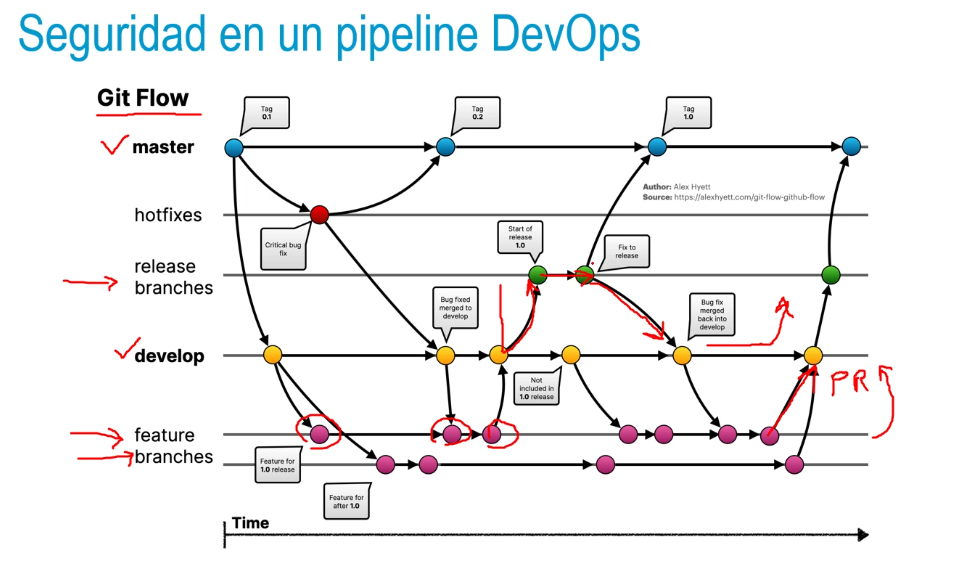 Seguridad en un pipeline DevOps
Git Flow
Tag
0.1
Tag
0.2
Tag
1.0
master
Author: Alex Hyett
Source: https://alexhyett.com/git-flow-github-flow
hotfixes
Critical bug
fix
Start of
release
1.0
Fix to
release
release
branches
Bug fixed
merged to
develop
Bug fix
merged
back into
develop
develop
Not
included in
1.0 release
PR
feature
branches
Feature for
1.0 release
Feature for
after 1.0
Time